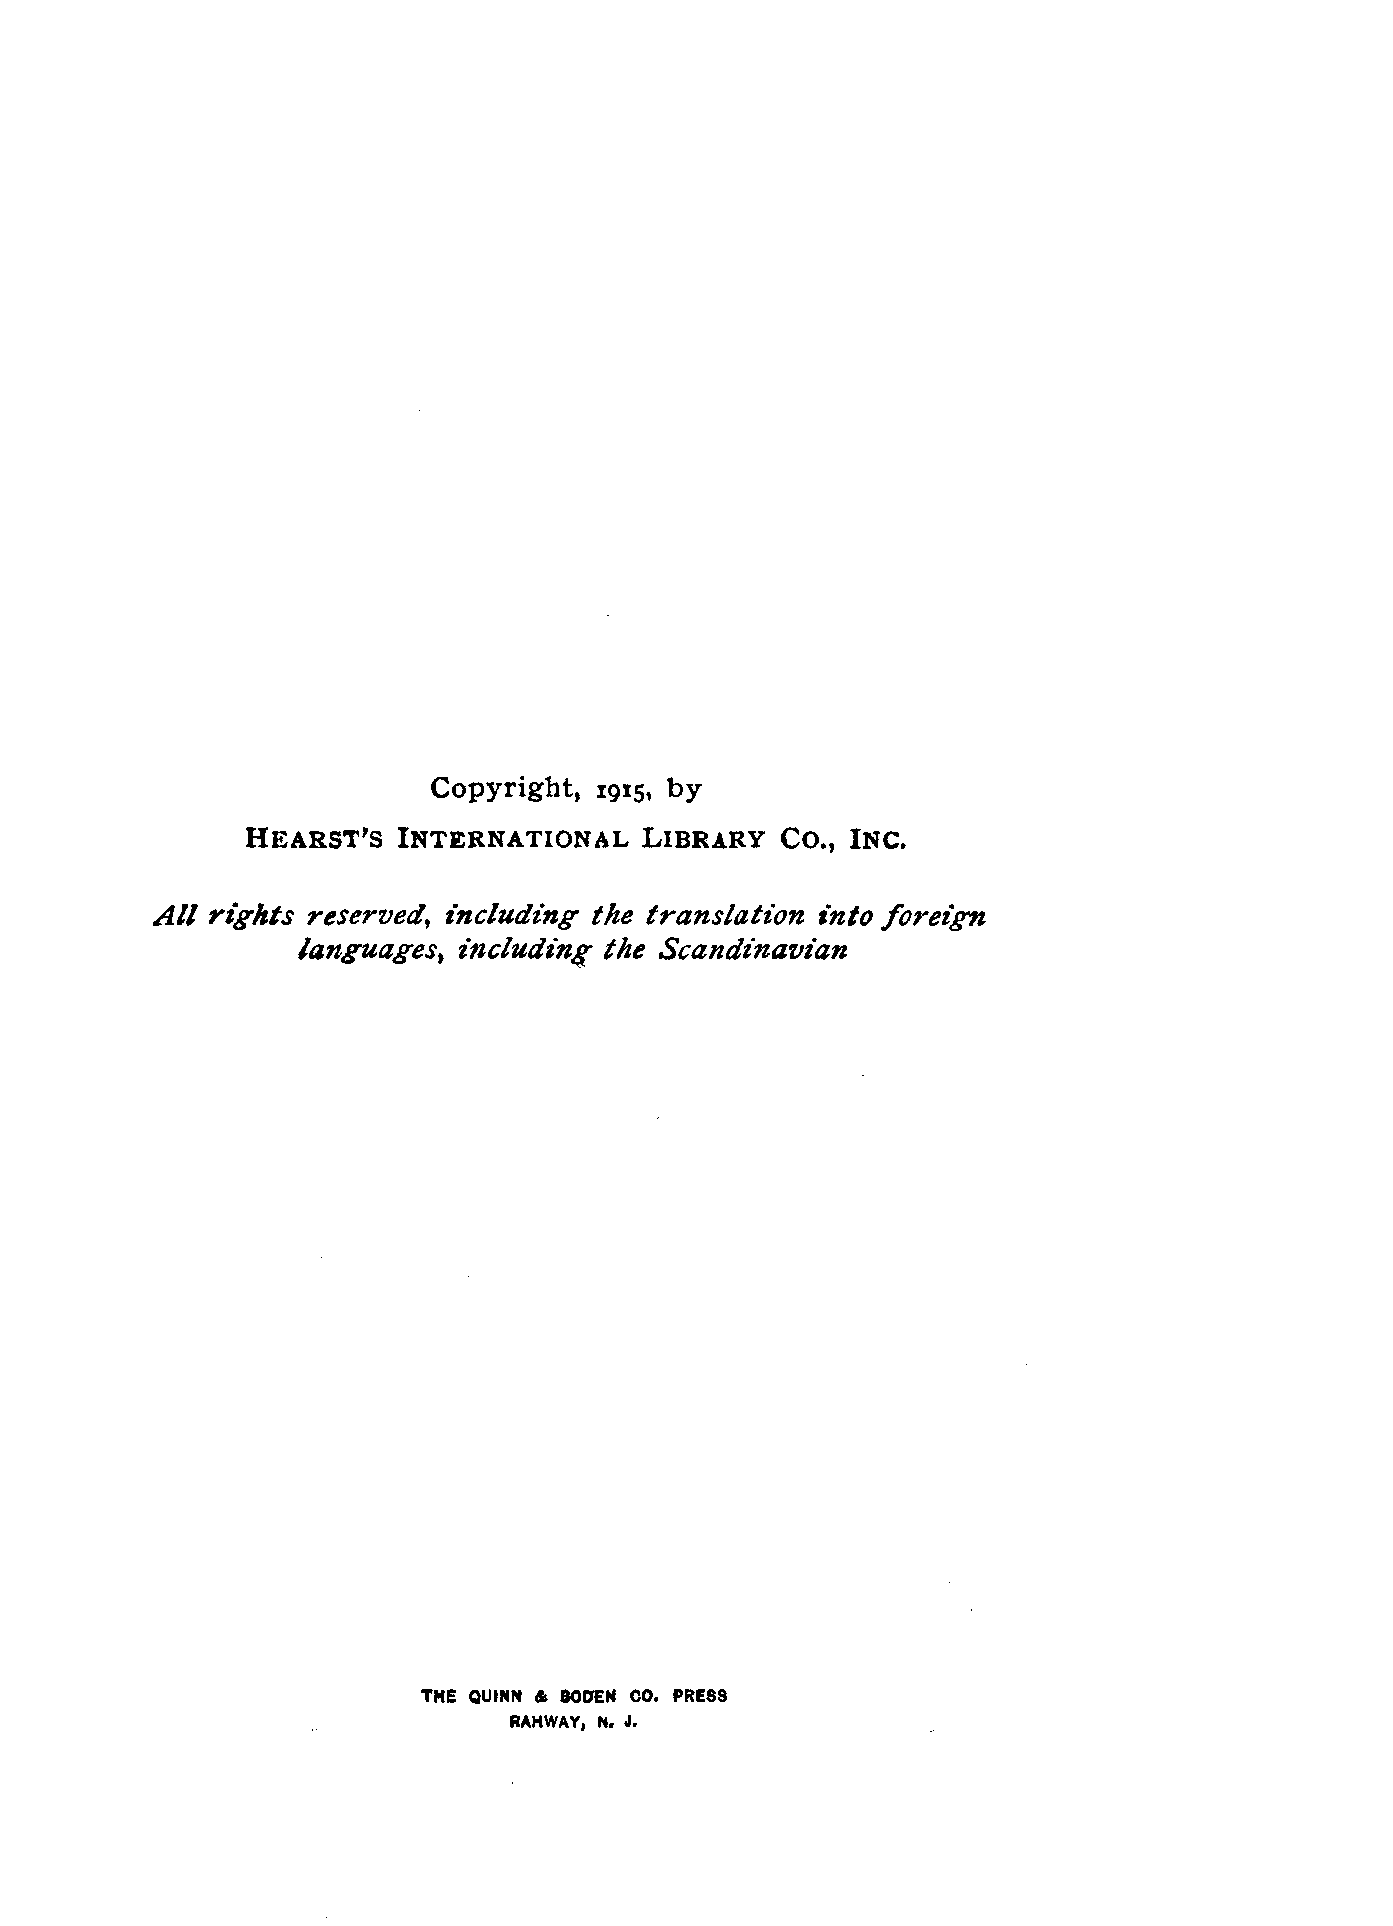 Copyright, 1915, by
HEARST'S INTERNATIONAL LIBRARY CO., INC.
All rights reserved, including the translation into foreign
languages, including the Scandinavian
THE QUINN & BODEN CO. PRESS
RAHWAY, N. J.